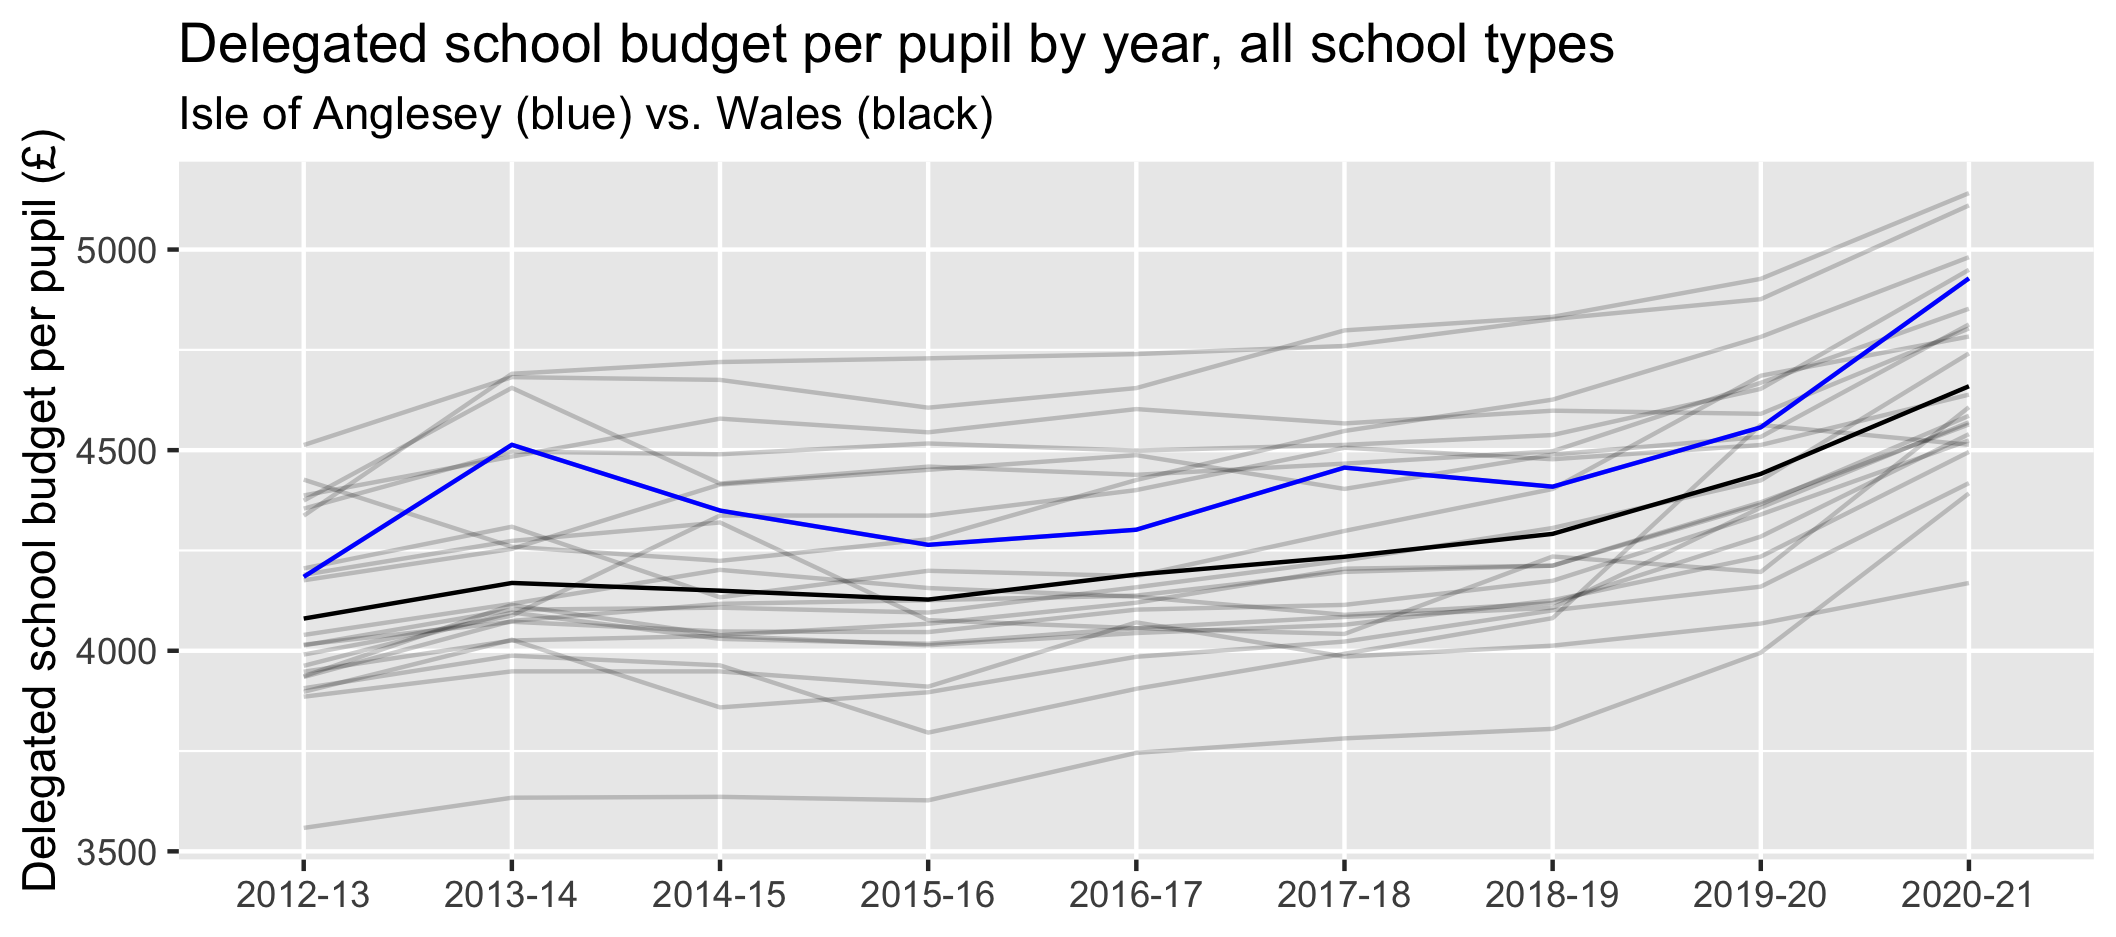 Delegated school budget per pupil by year, all school types
Isle of Anglesey (blue) vs. Wales (black)
Delegated school budget per pupil (£)
5000
4500
4000
3500
2012-13 2013-14 2014-15 2015-16 2016-17 2017-18 2018-19 2019-20 2020-21